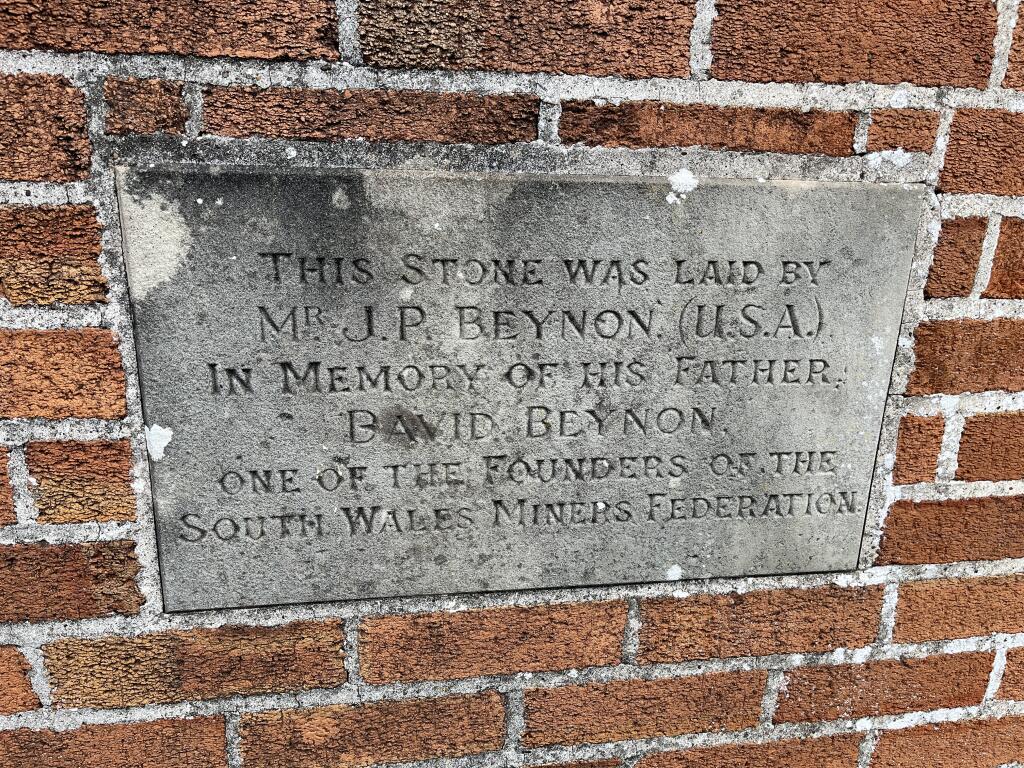 THIS STONE WAS LAID BY
MR. J.P. BEYNON. (U.S.A.)
IN MEMORY OF HIS FATHER,
DAVID BEYNON.
ONE OF THE FOUNDERS OF THE
SOUTH WALES MINERS FEDERATION.